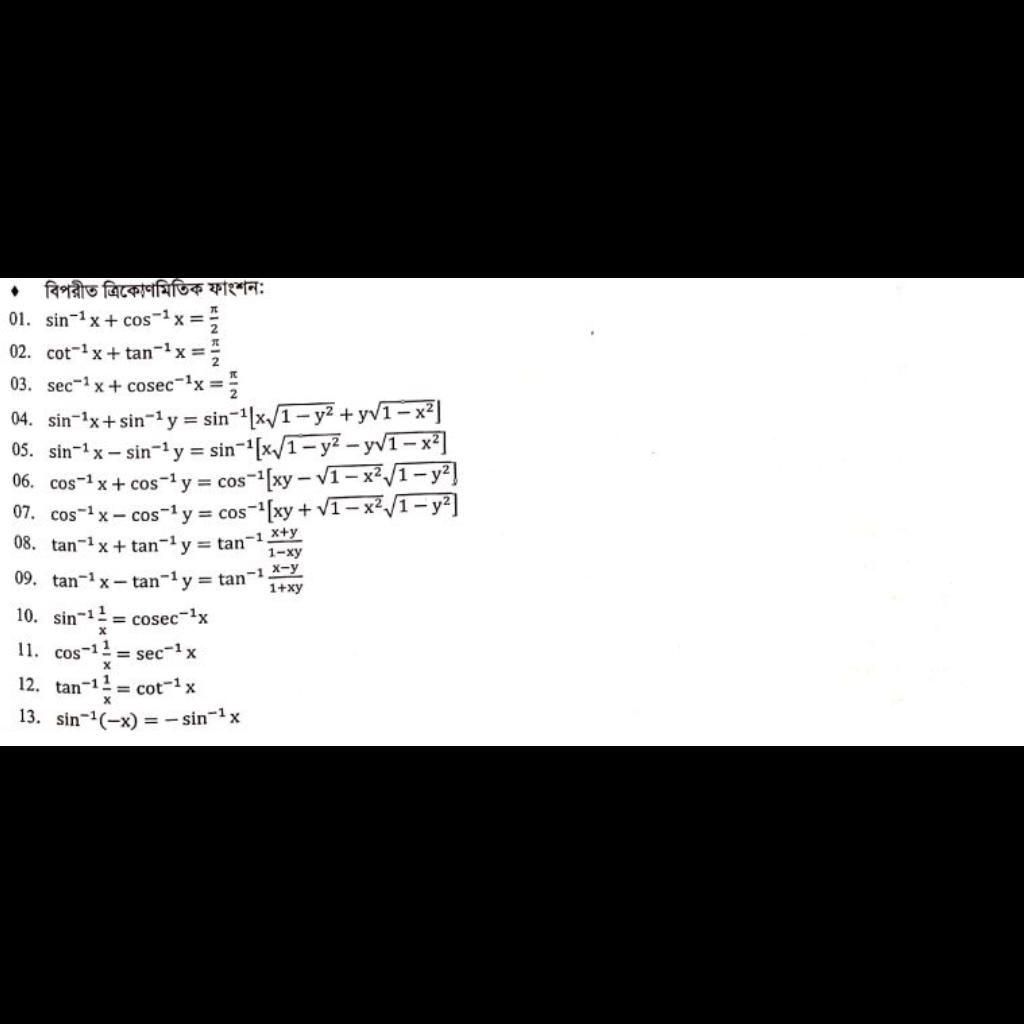 ♦ বিপরীত ত্রিকোণমিতিক ফাংশন:
01. sin⁻¹ x + cos⁻¹ x = π/2
02. cot⁻¹ x + tan⁻¹ x = π/2
03. sec⁻¹ x + cosec⁻¹x = π/2
04. sin⁻¹x + sin⁻¹ y = sin⁻¹[x√(1 − y²) + y√(1 − x²)]
05. sin⁻¹ x − sin⁻¹ y = sin⁻¹[x√(1 − y²) − y√(1 − x²)]
06. cos⁻¹ x + cos⁻¹ y = cos⁻¹[xy − √(1 − x²)√(1 − y²)]
07. cos⁻¹ x − cos⁻¹ y = cos⁻¹[xy + √(1 − x²)√(1 − y²)]
08. tan⁻¹ x + tan⁻¹ y = tan⁻¹ (x+y)/(1−xy)
09. tan⁻¹ x − tan⁻¹ y = tan⁻¹ (x−y)/(1+xy)
10. sin⁻¹ 1/x = cosec⁻¹x
11. cos⁻¹ 1/x = sec⁻¹ x
12. tan⁻¹ 1/x = cot⁻¹ x
13. sin⁻¹(−x) = − sin⁻¹ x